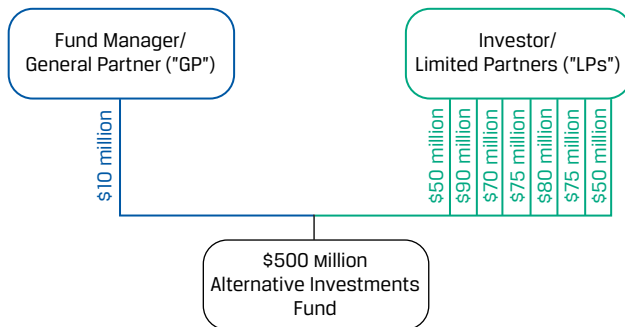 Fund Manager/
General Partner ("GP")
Investor/
Limited Partners ("LPs")
$10 million
$50 million
$90 million
$70 million
$75 million
$80 million
$75 million
$50 million
$500 Million
Alternative Investments
Fund